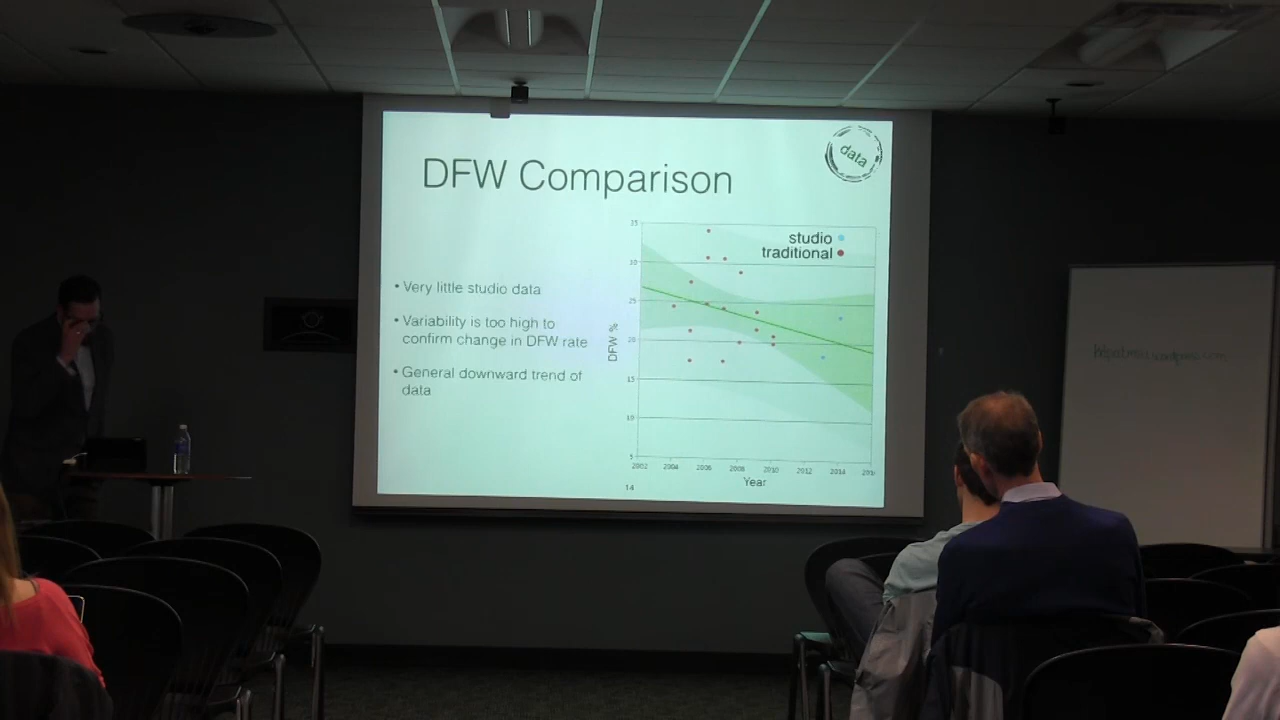 data
DFW Comparison
• Very little studio data
• Variability is too high to
confirm change in DFW rate
• General downward trend of
data
studio
traditional
DFW %
35
30
25
20
15
10
5
2002 2004 2006 2008 2010 2012 2014
Year
14